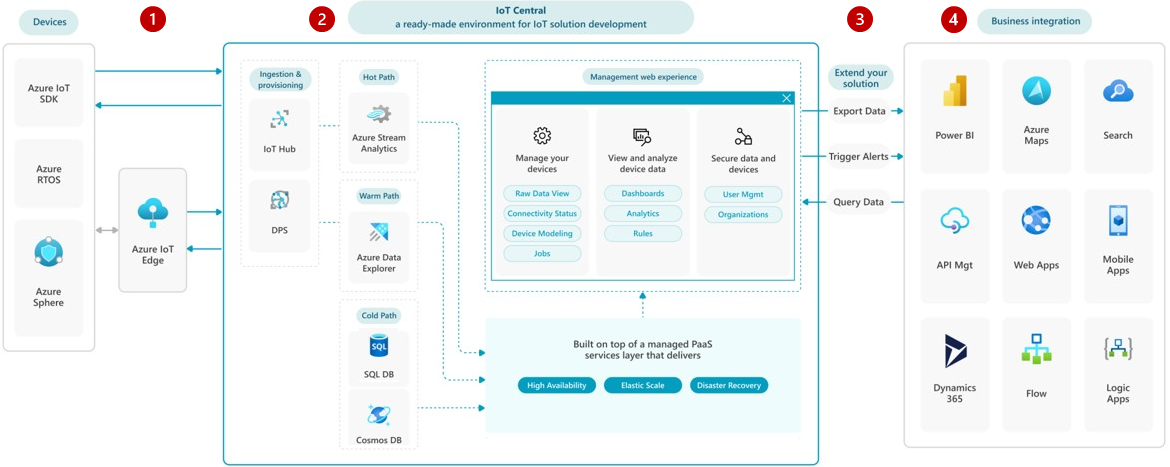 Devices
1
Azure IoT
SDK
Azure
RTOS
Azure
Sphere
Azure IoT
Edge
2
IoT Central
a ready-made environment for IoT solution development
Ingestion &
provisioning
IoT Hub
DPS
Hot Path
Azure Stream
Analytics
Warm Path
Azure Data
Explorer
Cold Path
SQL
SQL DB
Cosmos DB
Management web experience
Manage your
devices
Raw Data View
Connectivity Status
Device Modeling
Jobs
View and analyze
device data
Dashboards
Analytics
Rules
Secure data and
devices
User Mgmt
Organizations
Built on top of a managed PaaS
services layer that delivers
High Availability
Elastic Scale
Disaster Recovery
3
Extend your
solution
Export Data
Trigger Alerts
Query Data
4
Business integration
Power BI
Azure
Maps
Search
API Mgt
Web Apps
Mobile
Apps
Dynamics
365
Flow
Logic
Apps